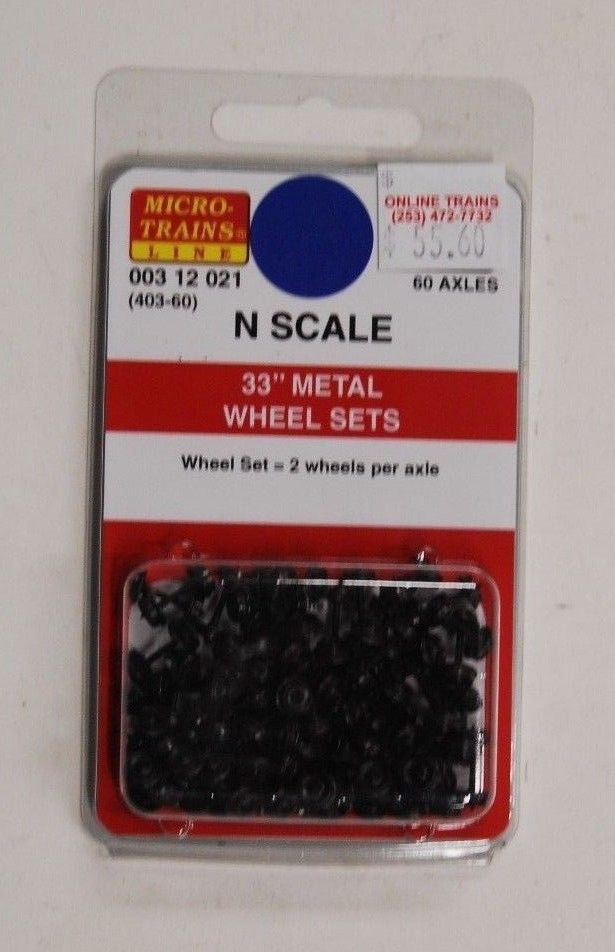 MICRO-
TRAINS®
LINE
003 12 021
(403-60)
ONLINE TRAINS
(253) 472-7732
$ 55.60
60 AXLES
N SCALE
33" METAL
WHEEL SETS
Wheel Set = 2 wheels per axle